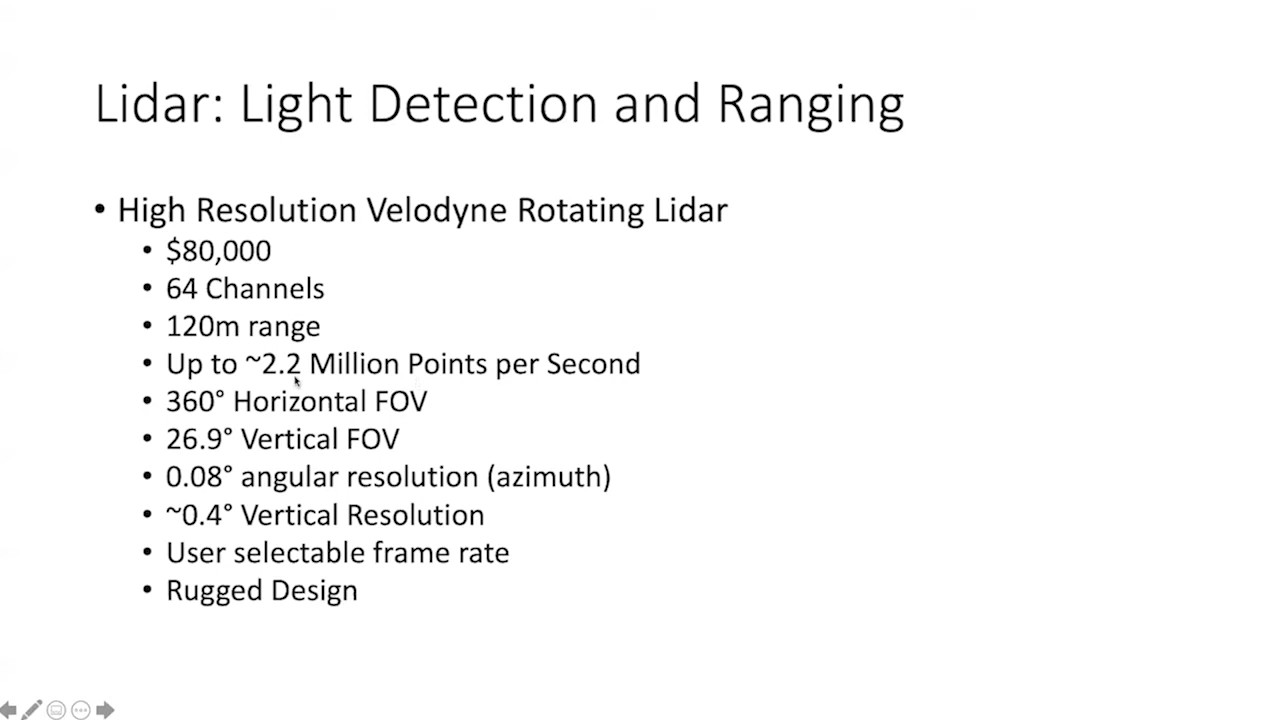 Lidar: Light Detection and Ranging
• High Resolution Velodyne Rotating Lidar
• $80,000
• 64 Channels
• 120m range
• Up to ~2.2 Million Points per Second
• 360° Horizontal FOV
• 26.9° Vertical FOV
• 0.08° angular resolution (azimuth)
• ~0.4° Vertical Resolution
• User selectable frame rate
• Rugged Design